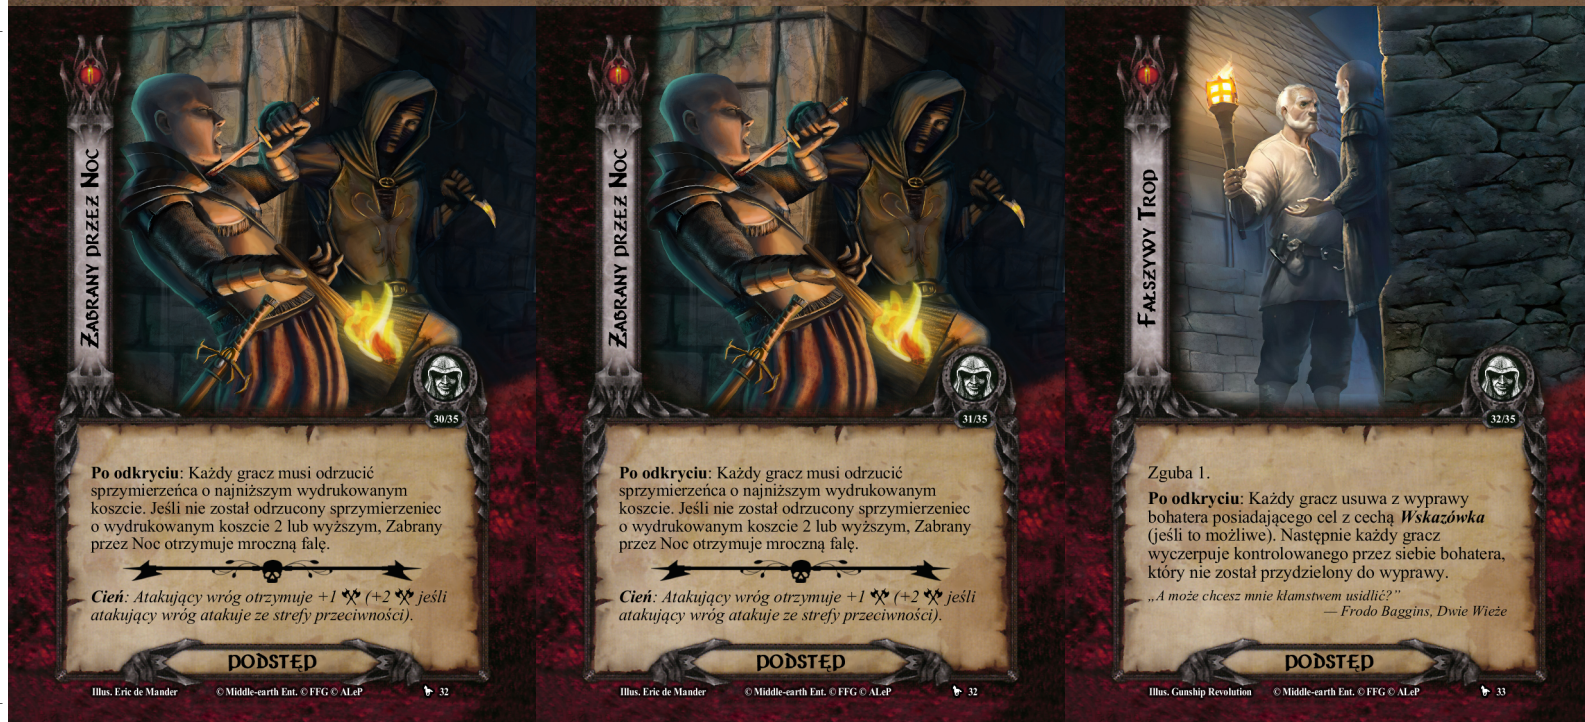 Zabrany przez Noc
30/35
Po odkryciu: Każdy gracz musi odrzucić
sprzymierzeńca o najniższym wydrukowanym
koszcie. Jeśli nie został odrzucony sprzymierzeniec
o wydrukowanym koszcie 2 lub wyższym, Zabrany
przez Noc otrzymuje mroczną falę.
Cień: Atakujący wróg otrzymuje +1 (+2 jeśli
atakujący wróg atakuje ze strefy przeciwności).
PODSTĘP
Illus. Eric de Mander © Middle-earth Ent. © FFG © ALeP 32
Zabrany przez Noc
31/35
Po odkryciu: Każdy gracz musi odrzucić
sprzymierzeńca o najniższym wydrukowanym
koszcie. Jeśli nie został odrzucony sprzymierzeniec
o wydrukowanym koszcie 2 lub wyższym, Zabrany
przez Noc otrzymuje mroczną falę.
Cień: Atakujący wróg otrzymuje +1 (+2 jeśli
atakujący wróg atakuje ze strefy przeciwności).
PODSTĘP
Illus. Eric de Mander © Middle-earth Ent. © FFG © ALeP 32
Fałszywy Trop
32/35
Zguba 1.
Po odkryciu: Każdy gracz usuwa z wyprawy
bohatera posiadającego cel z cechą Wskazówka
(jeśli to możliwe). Następnie każdy gracz
wyczerpuje kontrolowanego przez siebie bohatera,
który nie został przydzielony do wyprawy.
„A może chcesz mnie kłamstwem usidlić?”
— Frodo Baggins, Dwie Wieże
PODSTĘP
Illus. Gunship Revolution © Middle-earth Ent. © FFG © ALeP 33